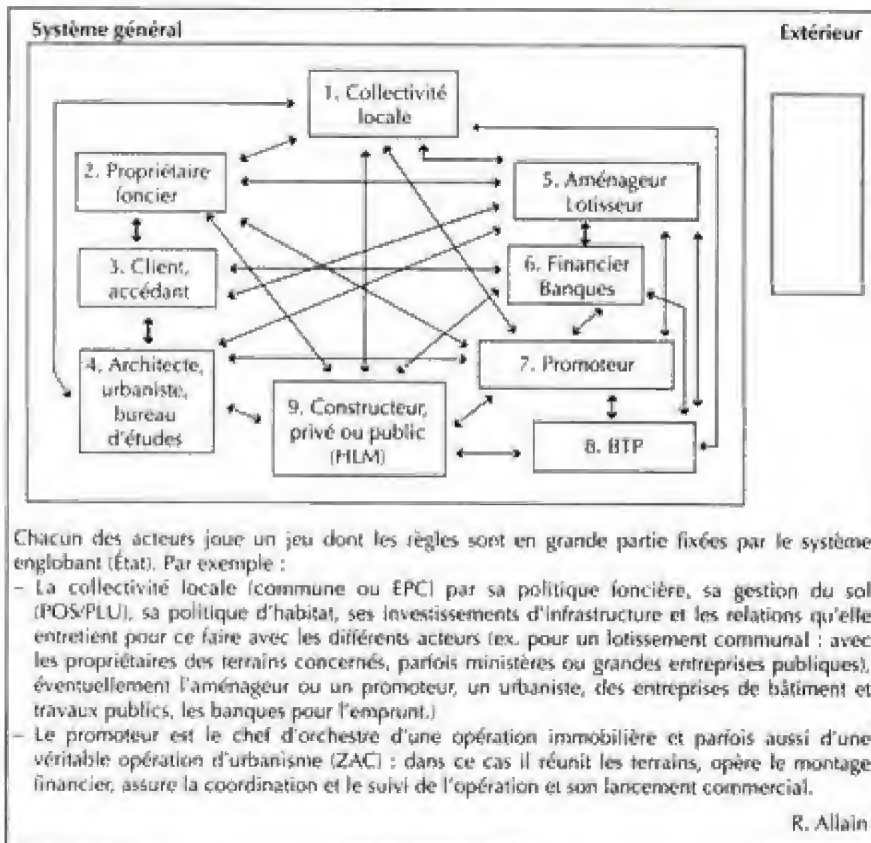 Système général
Extérieur
1. Collectivité
locale
2. Propriétaire
foncier
5. Aménageur
Lotisseur
3. Client,
accédant
6. Financier
Banques
4. Architecte,
urbaniste,
bureau
d'études
7. Promoteur
9. Constructeur,
privé ou public
(HLM)
8. BTP
Chacun des acteurs joue un jeu dont les règles sont en grande partie fixées par le système
englobant (État). Par exemple :
– La collectivité locale (commune ou EPC) par sa politique foncière, sa gestion du sol
(POS/PLU), sa politique d'habitat, ses investissements d'infrastructure et les relations qu'elle
entretient pour ce faire avec les différents acteurs (ex. pour un lotissement communal : avec
les propriétaires des terrains concernés, parfois ministères ou grandes entreprises publiques),
éventuellement l'aménageur ou un promoteur, un urbaniste, des entreprises de bâtiment et
travaux publics, les banques pour l'emprunt.)
– Le promoteur est le chef d'orchestre d'une opération immobilière et parfois aussi d'une
véritable opération d'urbanisme (ZAC) : dans ce cas il réunit les terrains, opère le montage
financier, assure la coordination et le suivi de l'opération et son lancement commercial.
R. Allain